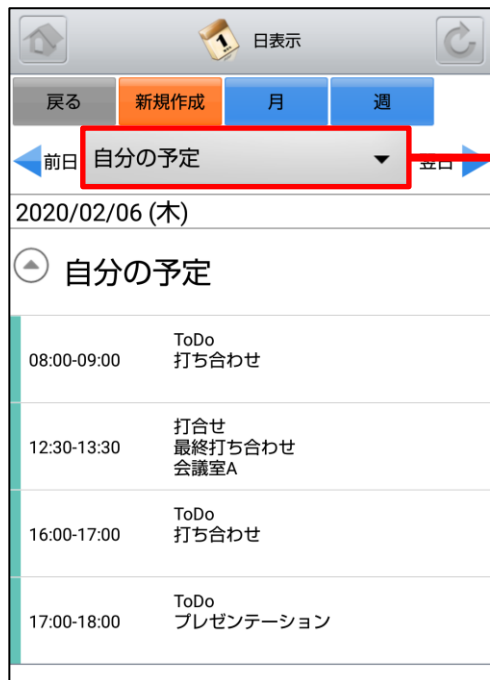 1
日表示
戻る 新規作成 月 週
前日 自分の予定 翌日
2020/02/06 (木)
自分の予定
08:00-09:00
ToDo
打ち合わせ
12:30-13:30
打合せ
最終打ち合わせ
会議室A
16:00-17:00
ToDo
打ち合わせ
17:00-18:00
ToDo
プレゼンテーション